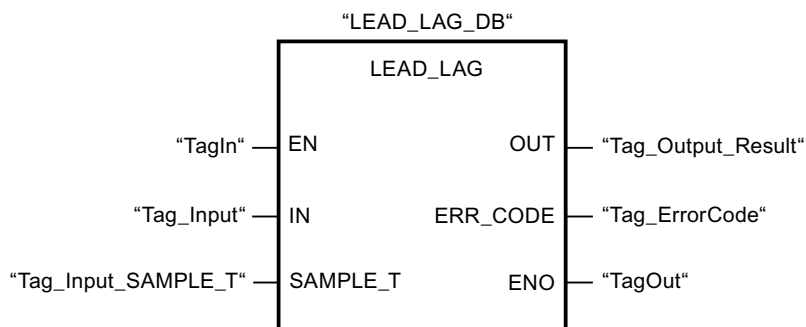 “LEAD_LAG_DB“
LEAD_LAG
“TagIn“ EN OUT “Tag_Output_Result“
“Tag_Input“ IN ERR_CODE “Tag_ErrorCode“
“Tag_Input_SAMPLE_T“ SAMPLE_T ENO “TagOut“